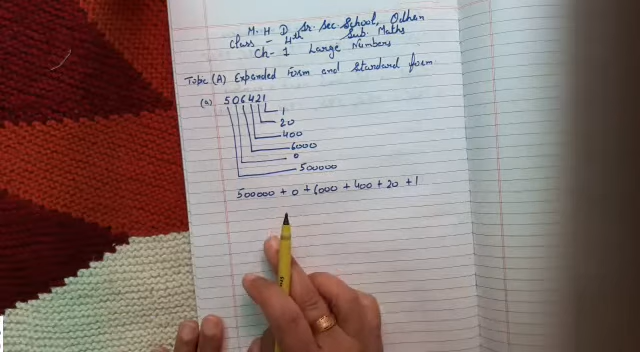 M. H D Sr. Sec. School, Odhan
Class - 4th Sub. Maths
Ch- 1 Large Numbers
Topic (A) Expanded form and standard form
(a) 506421
1
20
400
6000
0
500000
500000 + 0 + 6000 + 400 + 20 + 1